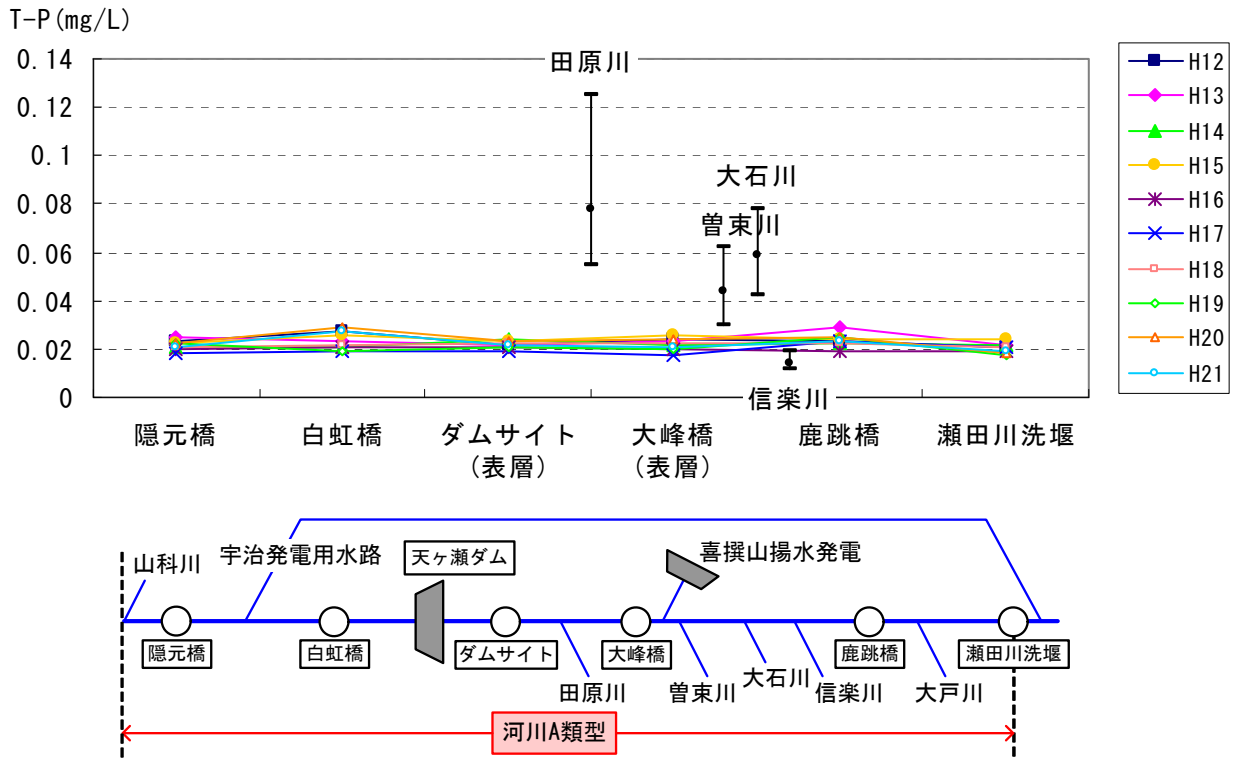 T-P(mg/L)
0.14
0.12
0.1
0.08
0.06
0.04
0.02
0
田原川
大石川
曽束川
信楽川
H12
H13
H14
H15
H16
H17
H18
H19
H20
H21
隠元橋
白虹橋
ダムサイト
(表層)
大峰橋
(表層)
鹿跳橋
瀬田川洗堰
山科川
宇治発電用水路
天ヶ瀬ダム
喜撰山揚水発電
隠元橋
白虹橋
ダムサイト
大峰橋
鹿跳橋
瀬田川洗堰
田原川
曽束川
大石川
信楽川
大戸川
河川A類型